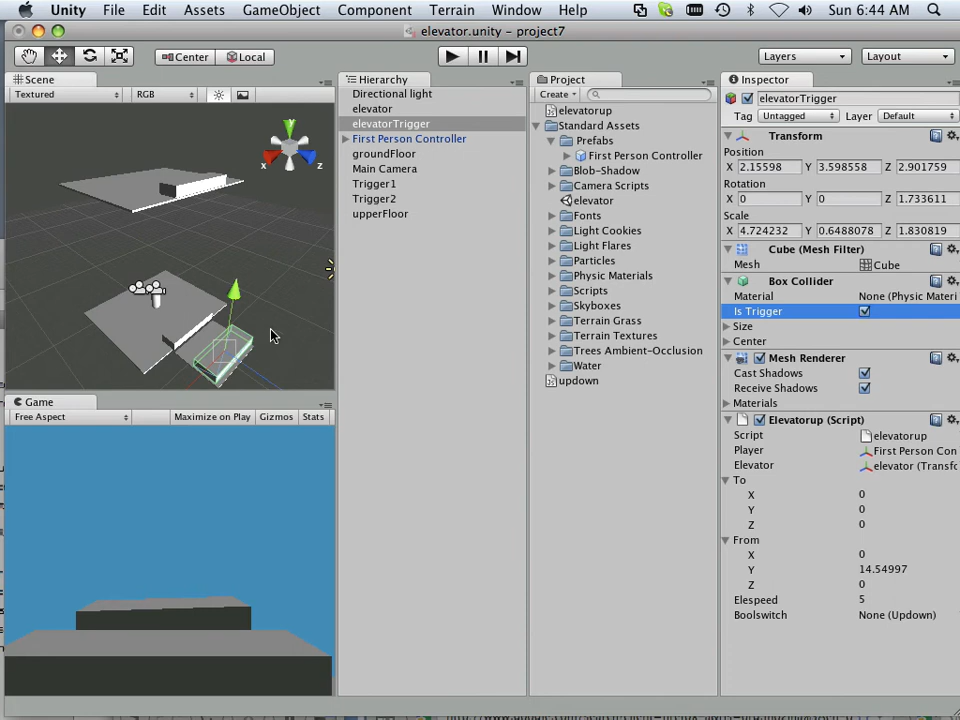 Unity File Edit Assets GameObject Component Terrain Window Help Sun 6:44 AM
elevator.unity - project7
Center Local Layers Layout
Scene
Textured RGB
z
Hierarchy
Directional light
elevator
elevatorTrigger
First Person Controller
groundFloor
Main Camera
Trigger1
Trigger2
upperFloor
Game
Free Aspect Maximize on Play Gizmos Stats
Project
Create
elevatorup
Standard Assets
Prefabs
First Person Controller
Blob-Shadow
Camera Scripts
elevator
Fonts
Light Cookies
Light Flares
Particles
Physic Materials
Scripts
Skyboxes
Terrain Grass
Terrain Textures
Trees Ambient-Occlusion
Water
updown
Inspector
elevatorTrigger
Tag Untagged Layer Default
Transform
Position
X 2.15598 Y 3.598558 Z 2.901759
Rotation
X 0 Y 0 Z 1.733611
Scale
X 4.724232 Y 0.6488078 Z 1.830819
Cube (Mesh Filter)
Mesh Cube
Box Collider
Material None (Physic Materi
Is Trigger
Size
Center
Mesh Renderer
Cast Shadows
Receive Shadows
Materials
Elevatorup (Script)
Script elevatorup
Player First Person Con
Elevator elevator (Transfo
To
X 0
Y 0
Z 0
From
X 0
Y 14.54997
Z 0
Elespeed 5
Boolswitch None (Updown)